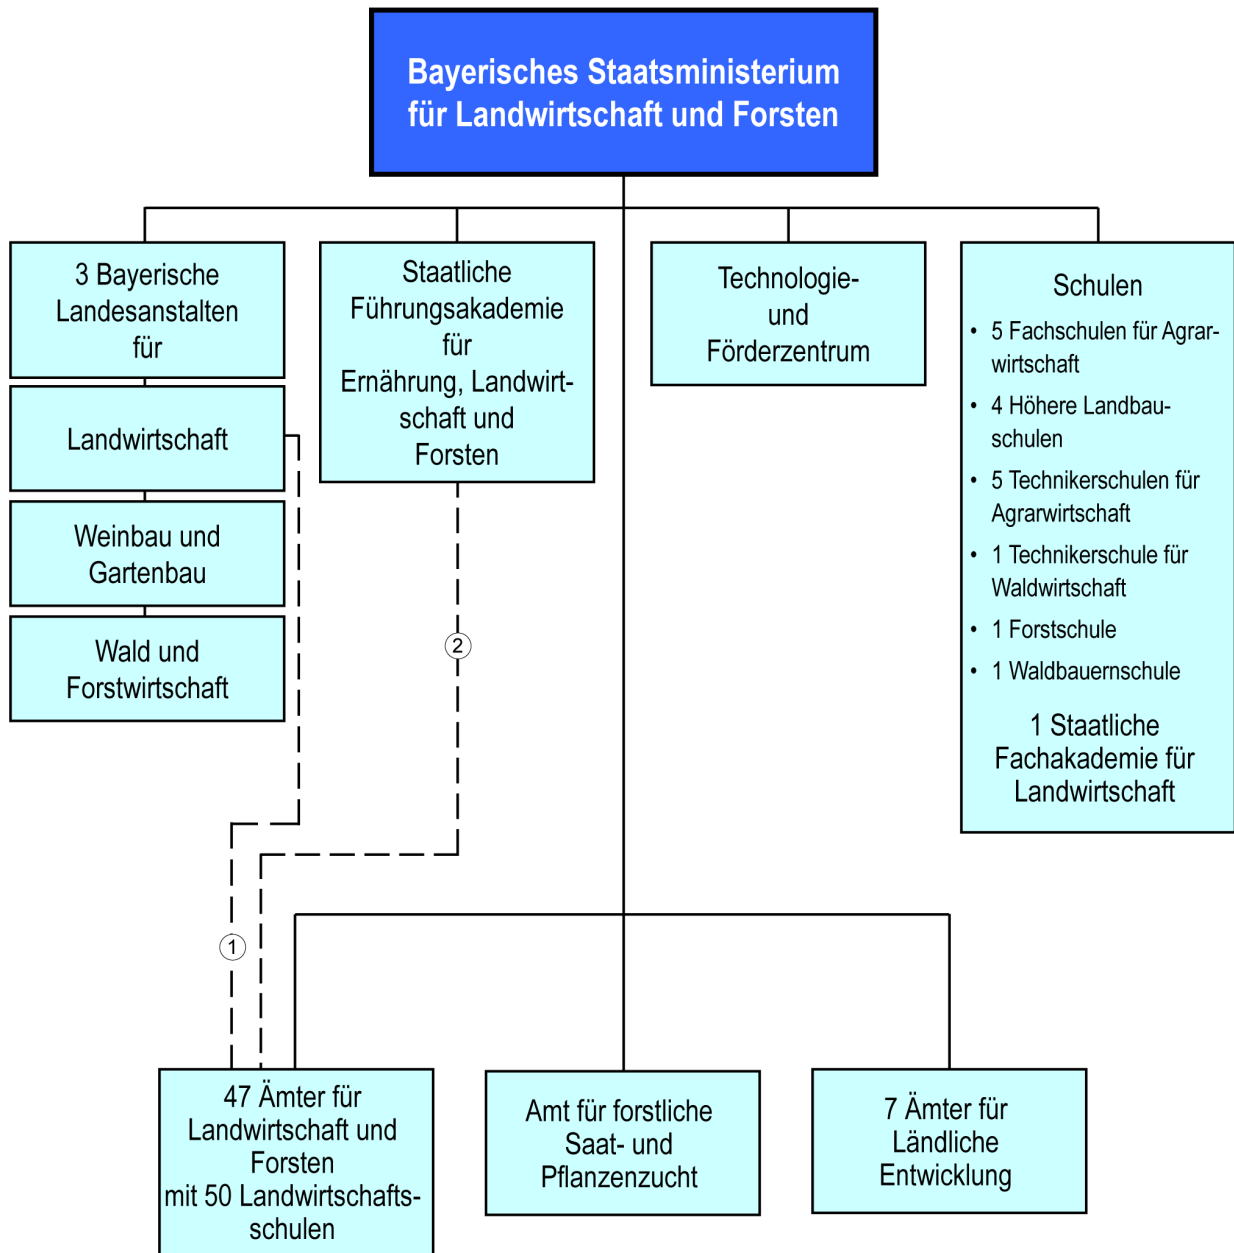 Bayerisches Staatsministerium
für Landwirtschaft und Forsten
3 Bayerische
Landesanstalten
für
Landwirtschaft
Weinbau und
Gartenbau
Wald und
Forstwirtschaft
Staatliche
Führungsakademie
für
Ernährung, Landwirt-
schaft und
Forsten
Technologie-
und
Förderzentrum
Schulen
• 5 Fachschulen für Agrar-
wirtschaft
• 4 Höhere Landbau-
schulen
• 5 Technikerschulen für
Agrarwirtschaft
• 1 Technikerschule für
Waldwirtschaft
• 1 Forstschule
• 1 Waldbauernschule
1 Staatliche
Fachakademie für
Landwirtschaft
2
1
47 Ämter für
Landwirtschaft und
Forsten
mit 50 Landwirtschafts-
schulen
Amt für forstliche
Saat- und
Pflanzenzucht
7 Ämter für
Ländliche
Entwicklung